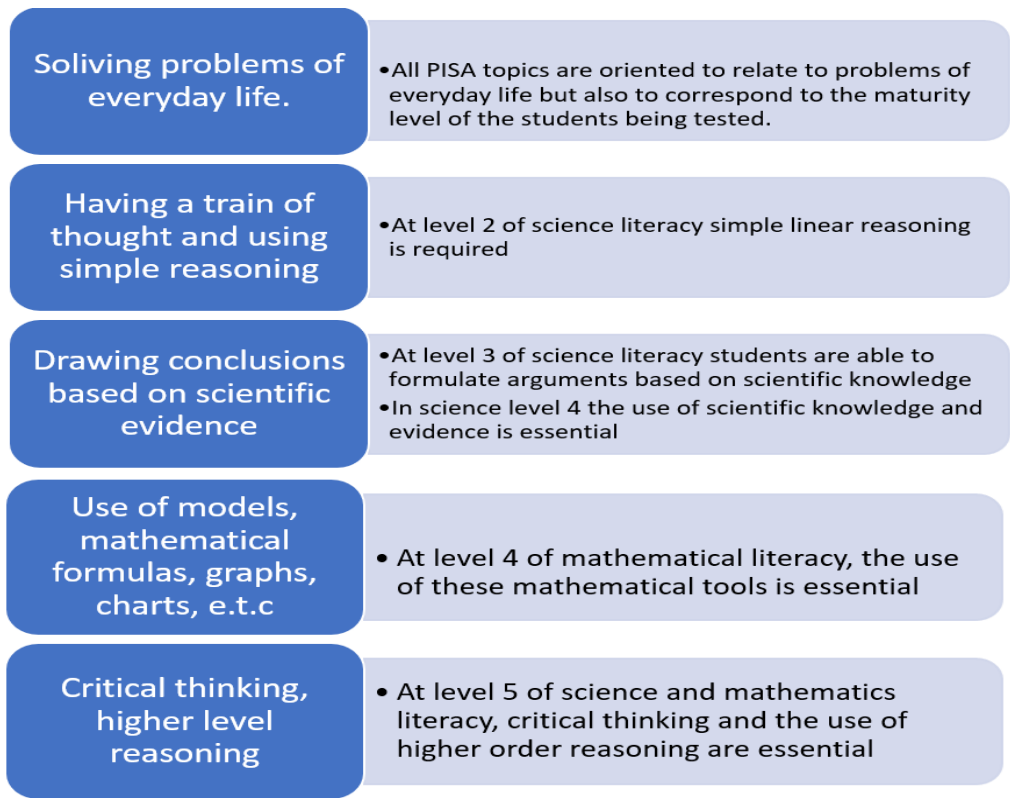 Soliving problems of
everyday life.
•All PISA topics are oriented to relate to problems of
everyday life but also to correspond to the maturity
level of the students being tested.
Having a train of
thought and using
simple reasoning
•At level 2 of science literacy simple linear reasoning
is required
Drawing conclusions
based on scientific
evidence
•At level 3 of science literacy students are able to
formulate arguments based on scientific knowledge
•In science level 4 the use of scientific knowledge and
evidence is essential
Use of models,
mathematical
formulas, graphs,
charts, e.t.c
• At level 4 of mathematical literacy, the use
of these mathematical tools is essential
Critical thinking,
higher level
reasoning
• At level 5 of science and mathematics
literacy, critical thinking and the use of
higher order reasoning are essential